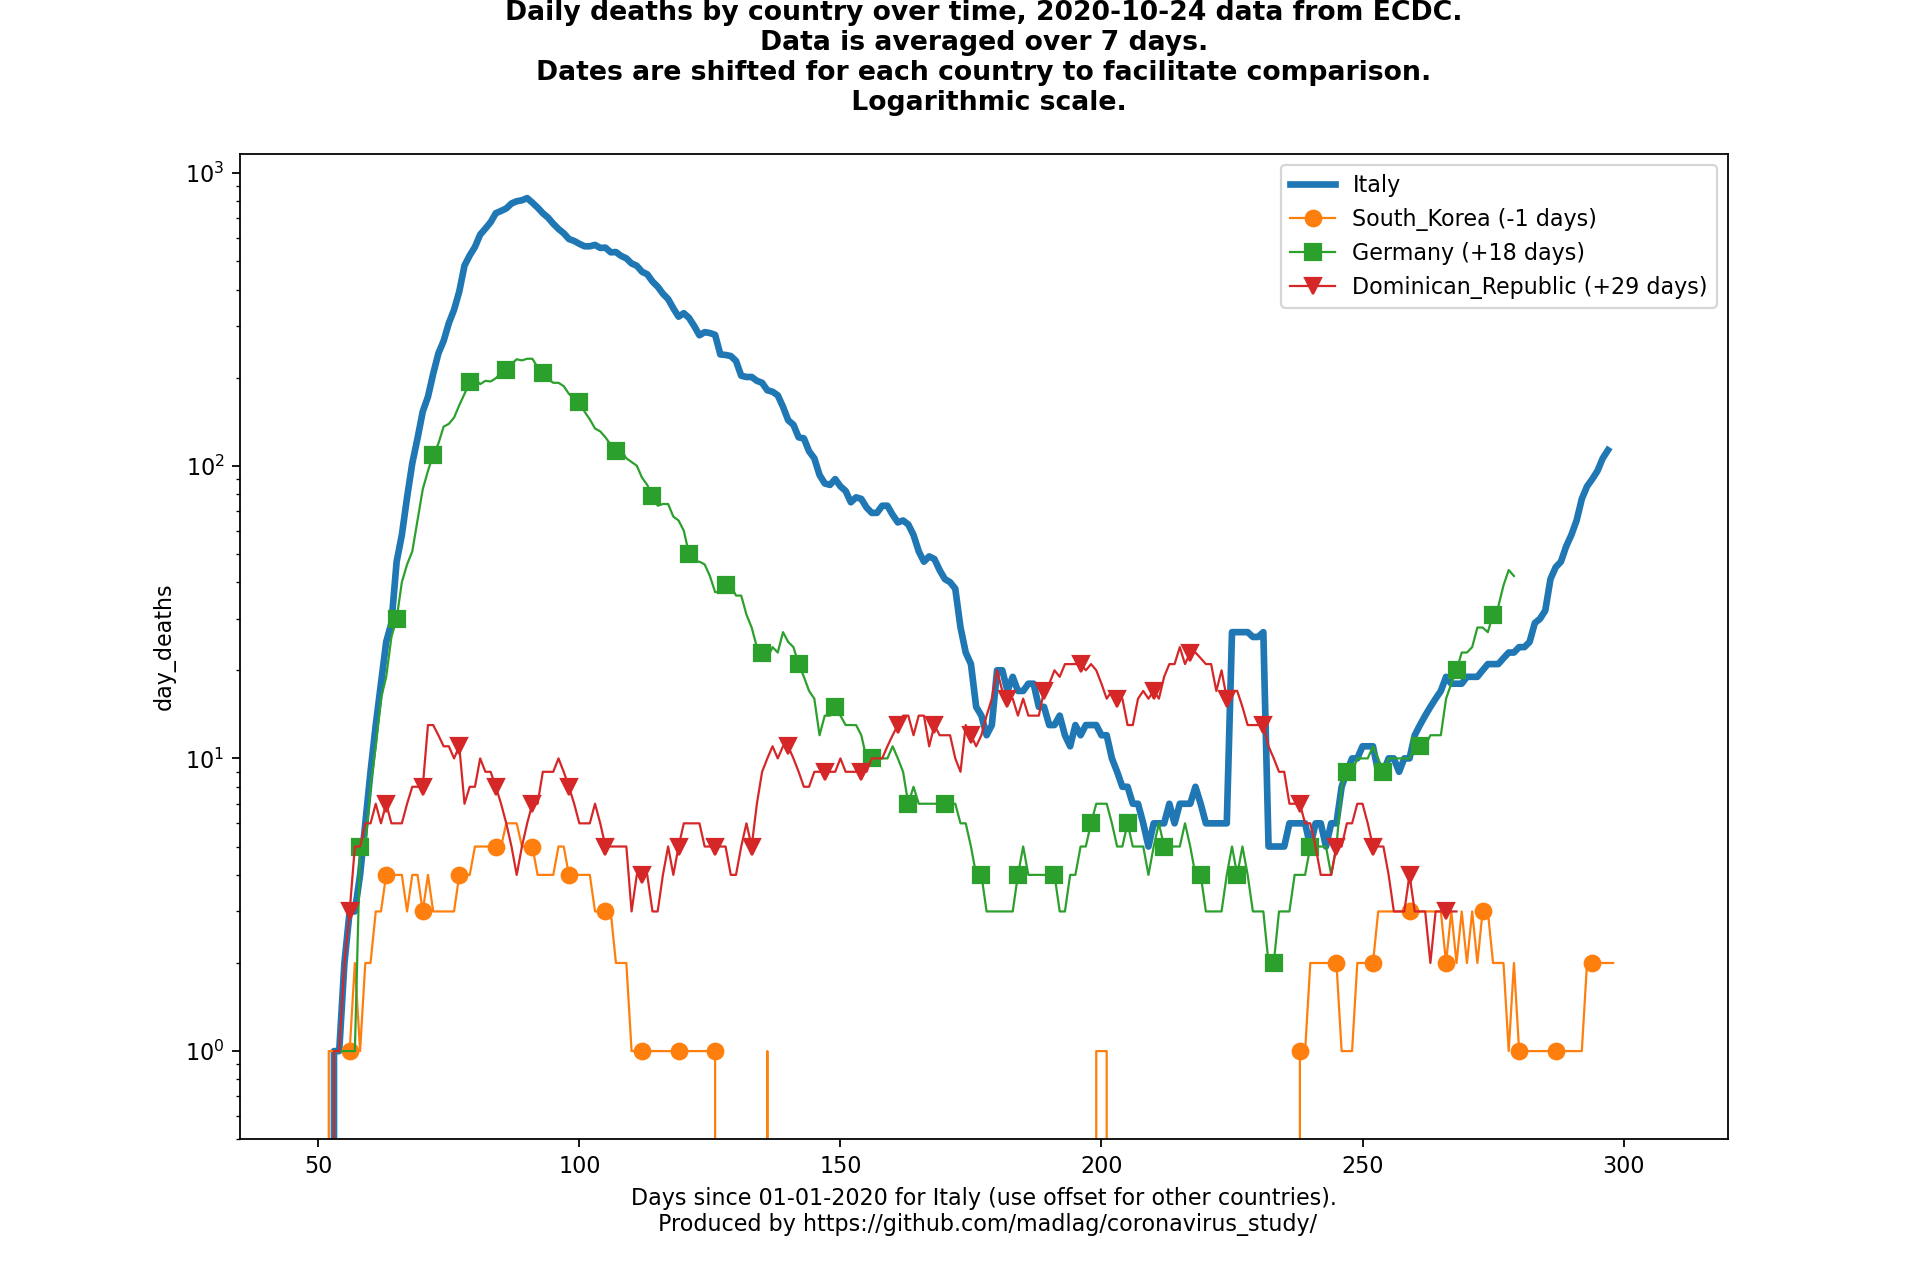 Daily deaths by country over time, 2020-10-24 data from ECDC.
Data is averaged over 7 days.
Dates are shifted for each country to facilitate comparison.
Logarithmic scale.
10³
10²
10¹
10⁰
day_deaths
Italy
South_Korea (-1 days)
Germany (+18 days)
Dominican_Republic (+29 days)
50 100 150 200 250 300
Days since 01-01-2020 for Italy (use offset for other countries).
Produced by https://github.com/madlag/coronavirus_study/